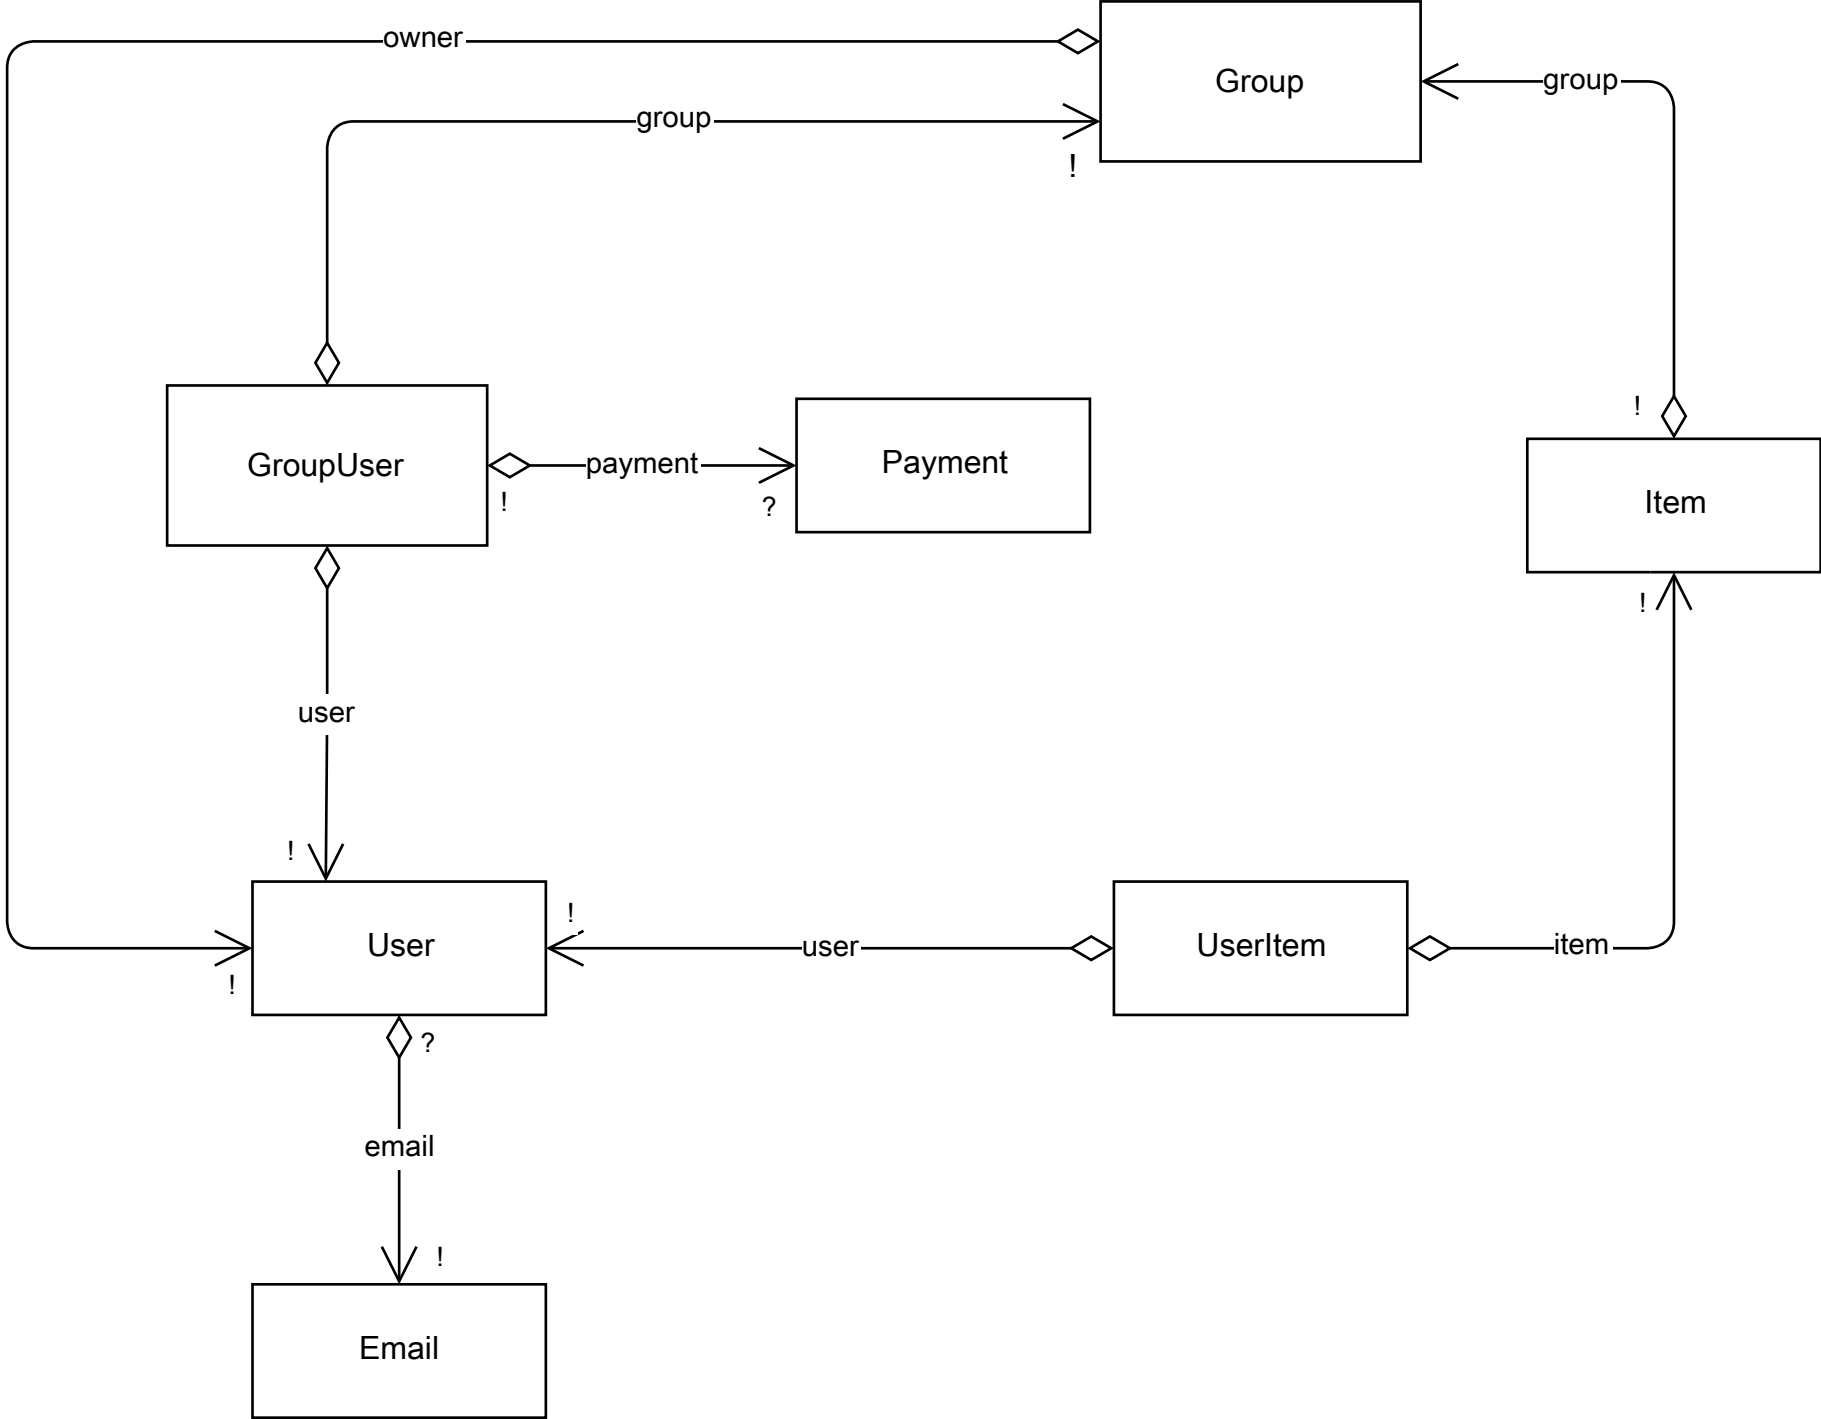 owner
Group
group
group
!
!
GroupUser
payment
Payment
!
?
Item
!
user
!
!
User
user
UserItem
item
!
?
email
!
Email